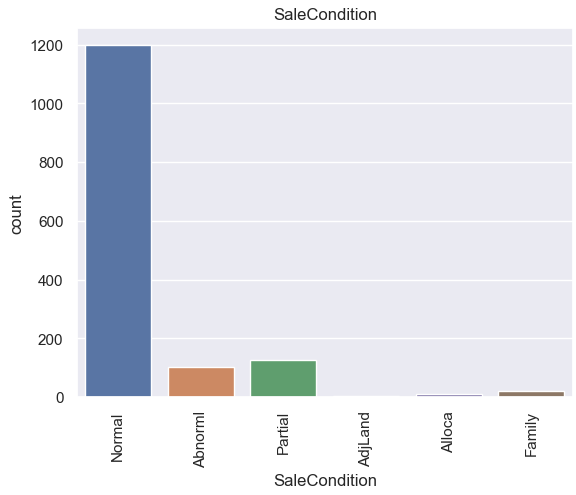 SaleCondition
1200
1000
800
600
400
200
0
count
Normal
Abnorml
Partial
AdjLand
Alloca
Family
SaleCondition